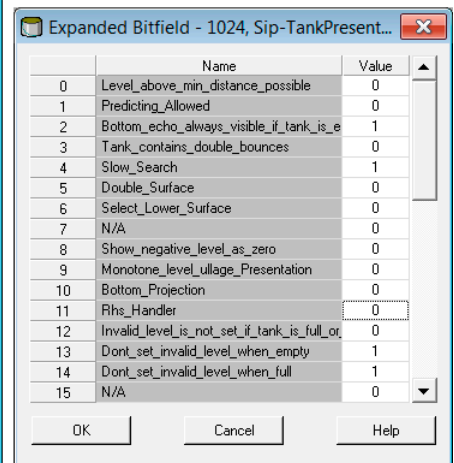 Expanded Bitfield - 1024, Sip-TankPresent...
Name Value
0 Level_above_min_distance_possible 0
1 Predicting_Allowed 0
2 Bottom_echo_always_visible_if_tank_is_e 1
3 Tank_contains_double_bounces 0
4 Slow_Search 1
5 Double_Surface 0
6 Select_Lower_Surface 0
7 N/A 0
8 Show_negative_level_as_zero 0
9 Monotone_level_ullage_Presentation 0
10 Bottom_Projection 0
11 Rhs_Handler 0
12 Invalid_level_is_not_set_if_tank_is_full_or_ 0
13 Dont_set_invalid_level_when_empty 1
14 Dont_set_invalid_level_when_full 1
15 N/A 0
OK Cancel Help